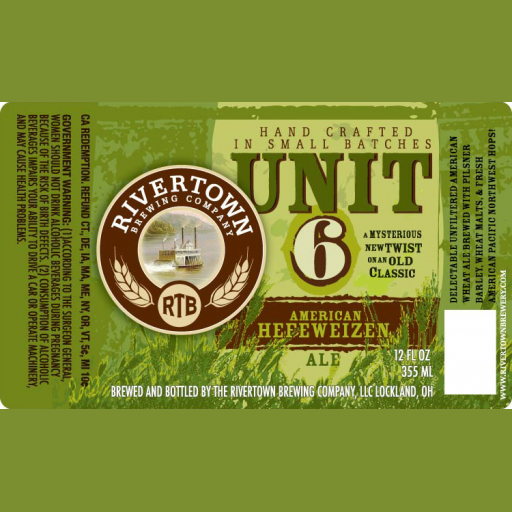 CA REDEMPTION. REFUND CT, DE, IA, MA, ME, NY, OR, VT, 5¢, MI 10¢
GOVERNMENT WARNING: (1)ACCORDING TO THE SURGEON GENERAL,
WOMEN SHOULD NOT DRINK ALCOHOLIC BEVERAGES DURING PREGNANCY
BECAUSE OF THE RISK OF BIRTH DEFECTS. (2) CONSUMPTION OF ALCOHOLIC
BEVERAGES IMPAIRS YOUR ABILITY TO DRIVE A CAR OR OPERATE MACHINERY,
AND MAY CAUSE HEALTH PROBLEMS.
RIVERTOWN
BREWING COMPANY
RTB
HAND CRAFTED
IN SMALL BATCHES
UNIT
6
A MYSTERIOUS
NEW TWIST
ON AN OLD
CLASSIC
AMERICAN
HEFEWEIZEN
ALE
12 FL OZ
355 ML
BREWED AND BOTTLED BY THE RIVERTOWN BREWING COMPANY, LLC LOCKLAND, OH
DELECTABLE UNFILTERED AMERICAN
WHEAT ALE BREWED WITH PILSNER
BARLEY, WHEAT MALTS, & FRESH
AMERICAN PACIFIC NORTHWEST HOPS!
WWW.RIVERTOWNBREWERY.COM